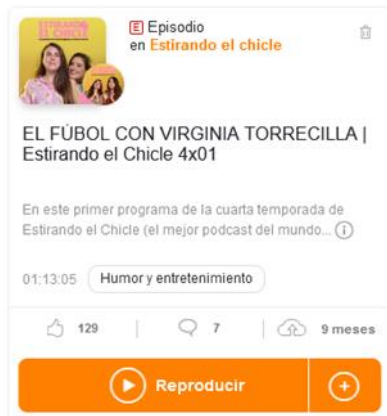 ESTIRANDO
EL CHICLE
E Episodio
en Estirando el chicle
EL FÚBOL CON VIRGINIA TORRECILLA |
Estirando el Chicle 4x01
En este primer programa de la cuarta temporada de
Estirando el Chicle (el mejor podcast del mundo... i
01:13:05 Humor y entretenimiento
129 | 7 | 9 meses
Reproducir +